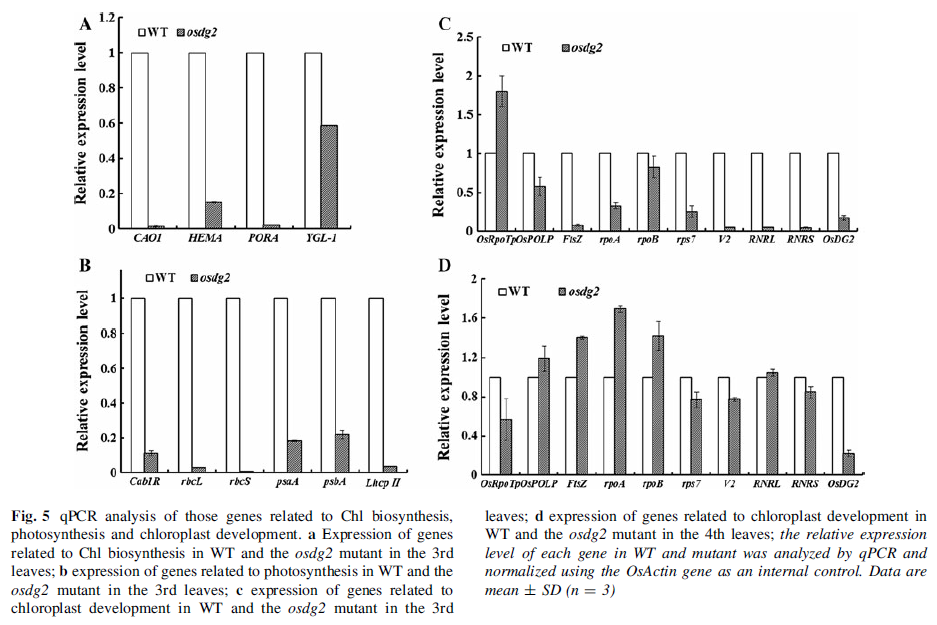 A
WT osdg2
Relative expression level
1.2
1
0.8
0.6
0.4
0.2
0
CAO1 HEMA PORA YGL-1
B
WT osdg2
Relative expression level
1
0.8
0.6
0.4
0.2
0
Cab1R rbcL rbcS psaA psbA Lhcp II
C
WT osdg2
Relative expression level
2.5
2
1.5
1
0.5
0
OsRpoTp OsPOLP FtsZ rpoA rpoB rps7 V2 RNRL RNRS OsDG2
D
WT osdg2
Relative expression level
2
1.6
1.2
0.8
0.4
0
OsRpoTp OsPOLP FtsZ rpoA rpoB rps7 V2 RNRL RNRS OsDG2
Fig. 5 qPCR analysis of those genes related to Chl biosynthesis,
photosynthesis and chloroplast development. a Expression of genes
related to Chl biosynthesis in WT and the osdg2 mutant in the 3rd
leaves; b expression of genes related to photosynthesis in WT and the
osdg2 mutant in the 3rd leaves; c expression of genes related to
chloroplast development in WT and the osdg2 mutant in the 3rd
leaves; d expression of genes related to chloroplast development in
WT and the osdg2 mutant in the 4th leaves; the relative expression
level of each gene in WT and mutant was analyzed by qPCR and
normalized using the OsActin gene as an internal control. Data are
mean ± SD (n = 3)